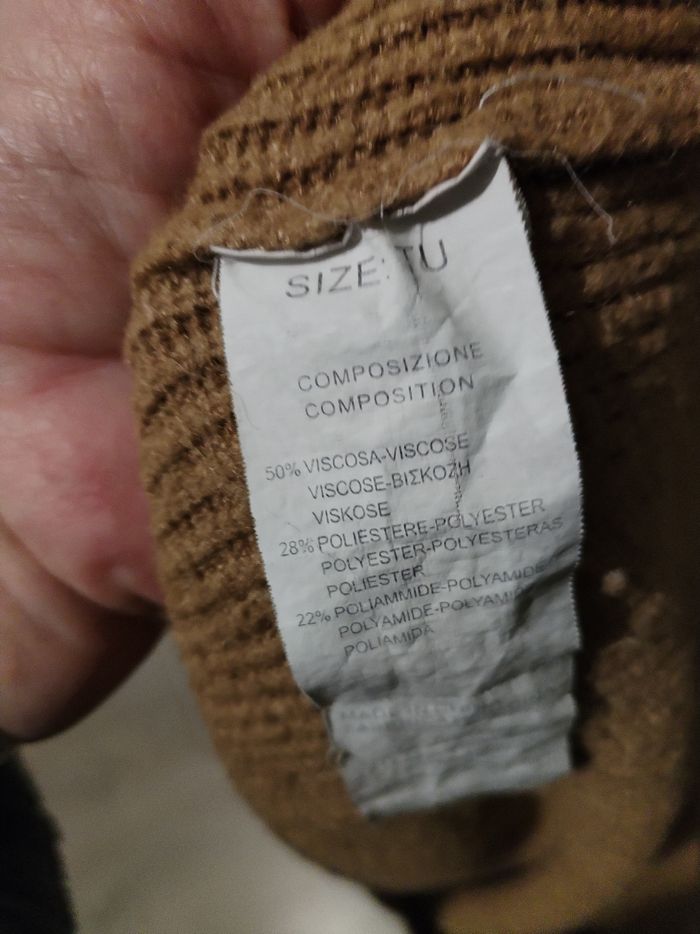 SIZE: TU
COMPOSIZIONE
COMPOSITION
50% VISCOSA-VISCOSE
VISCOSE-ΒΙΣΚΟΖΗ
VISKOSE
28% POLIESTERE-POLYESTER
POLYESTER-POLYESTERAS
POLIESTER
22% POLIAMMIDE-POLYAMIDE
POLYAMIDE-POLYAMID
POLIAMIDA